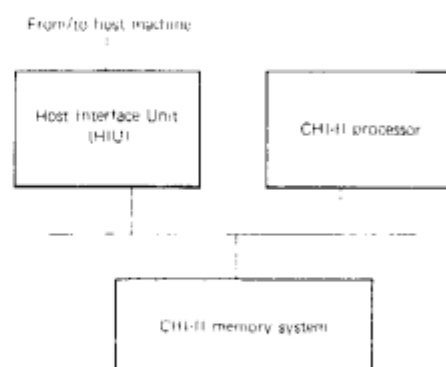 From/to host machine
Host Interface Unit
(HIU)
CHI-II processor
CHI-II memory system